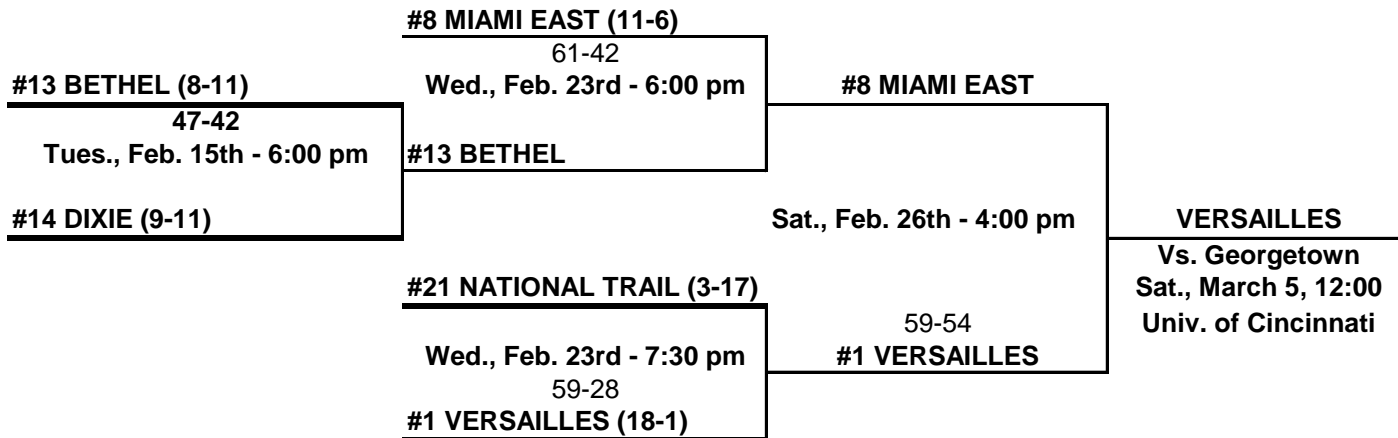 #8 MIAMI EAST (11-6)
61-42
#13 BETHEL (8-11)
Wed., Feb. 23rd - 6:00 pm
#8 MIAMI EAST
47-42
Tues., Feb. 15th - 6:00 pm
#13 BETHEL
#14 DIXIE (9-11)
Sat., Feb. 26th - 4:00 pm
VERSAILLES
Vs. Georgetown
#21 NATIONAL TRAIL (3-17)
Sat., March 5, 12:00
59-54
Univ. of Cincinnati
Wed., Feb. 23rd - 7:30 pm
#1 VERSAILLES
59-28
#1 VERSAILLES (18-1)